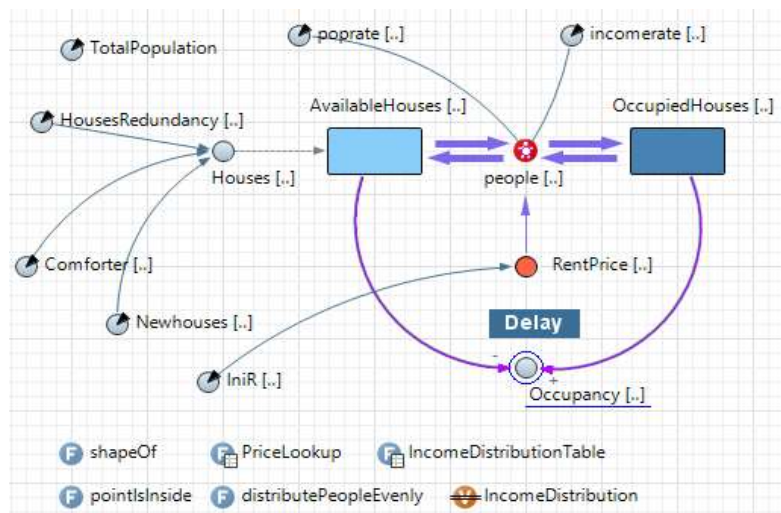 TotalPopulation
poprate [..]
incomerate [..]
HousesRedundancy [..]
AvailableHouses [..]
OccupiedHouses [..]
Houses [..]
people [..]
Comforter [..]
RentPrice [..]
Newhouses [..]
Delay
-
+
IniR [..]
Occupancy [..]
F shapeOf
F PriceLookup
F IncomeDistributionTable
F pointIsInside
F distributePeopleEvenly
V IncomeDistribution